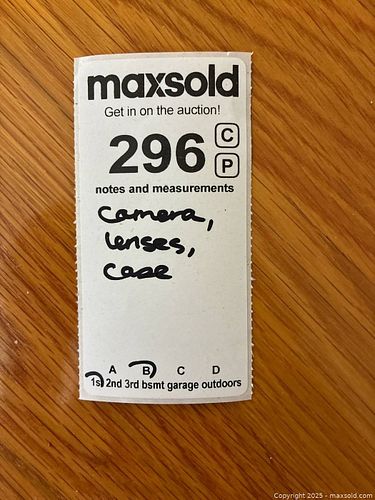 maxsold
Get in on the auction!
296 C
P
notes and measurements
camera,
lenses,
case
A B C D
1st 2nd 3rd bsmt garage outdoors
Copyright 2025 - maxsold.com